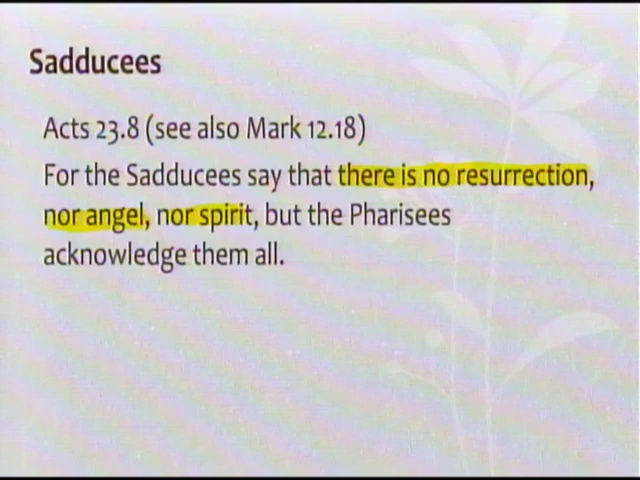 Sadducees
Acts 23.8 (see also Mark 12.18)
For the Sadducees say that there is no resurrection,
nor angel, nor spirit, but the Pharisees
acknowledge them all.